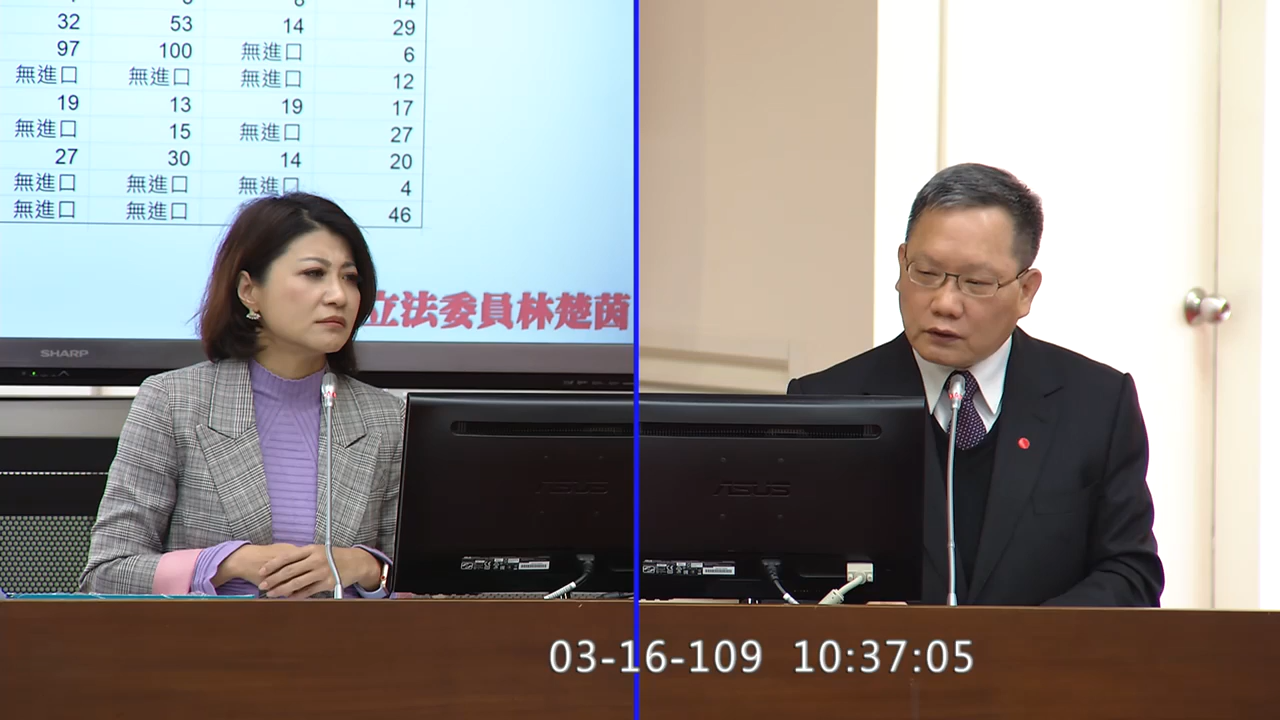 32 53 14 29
97 100 無進口 6
無進口 無進口 無進口 12
19 13 19 17
無進口 15 無進口 27
27 30 14 20
無進口 無進口 無進口 4
無進口 無進口 46
立法委員林楚茵
SHARP
ASUS
ASUS
03-16-109 10:37:05